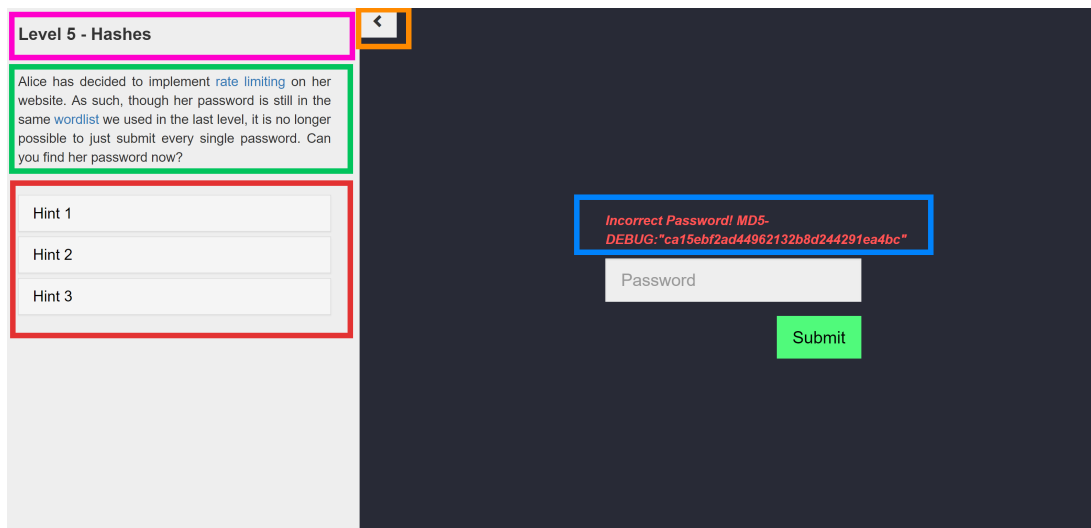 Level 5 - Hashes
Alice has decided to implement rate limiting on her
website. As such, though her password is still in the
same wordlist we used in the last level, it is no longer
possible to just submit every single password. Can
you find her password now?
Hint 1
Hint 2
Hint 3
Incorrect Password! MD5-
DEBUG:"ca15ebf2ad44962132b8d244291ea4bc"
Password
Submit